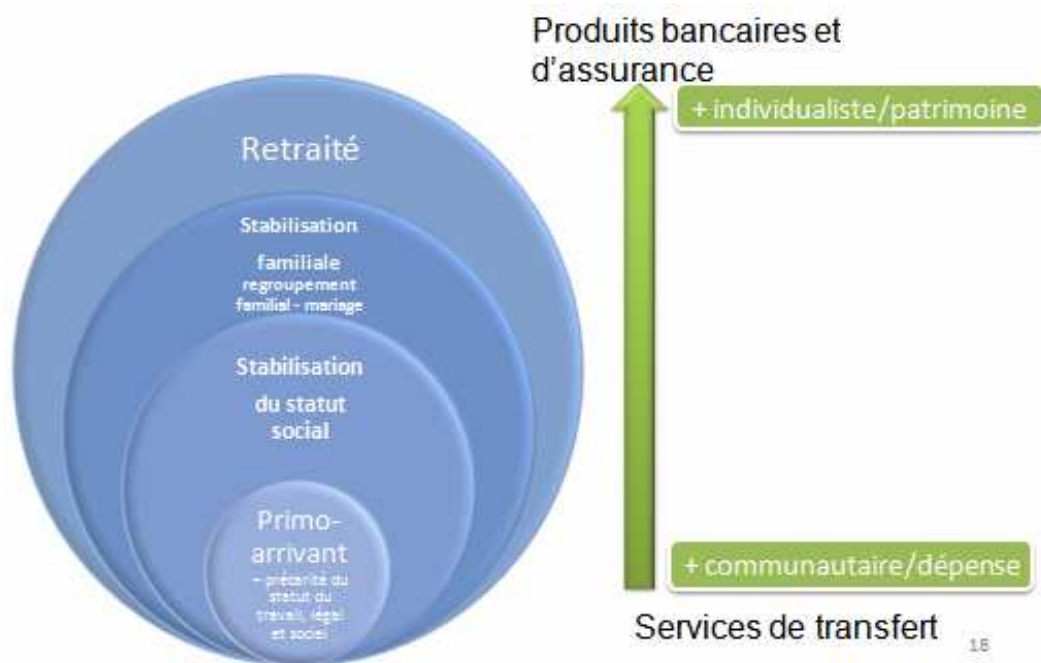 Produits bancaires et
d'assurance
+ individualiste/patrimoine
Retraité
Stabilisation
familiale
regroupement
familial - mariage
Stabilisation
du statut
social
Primo-
arrivant
– précarité du
statut du
travail, légal
et social
+ communautaire/dépense
Services de transfert
18